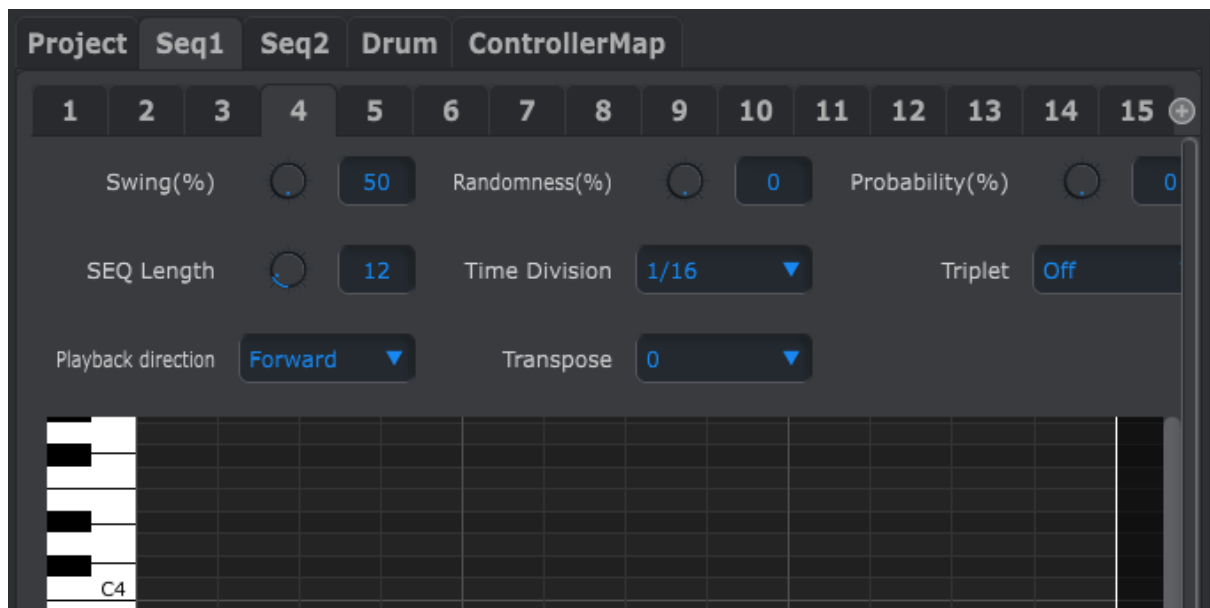 Project Seq1 Seq2 Drum ControllerMap
1 2 3 4 5 6 7 8 9 10 11 12 13 14 15
Swing(%) 50 Randomness(%) 0 Probability(%) 0
SEQ Length 12 Time Division 1/16 Triplet Off
Playback direction Forward Transpose 0
C4